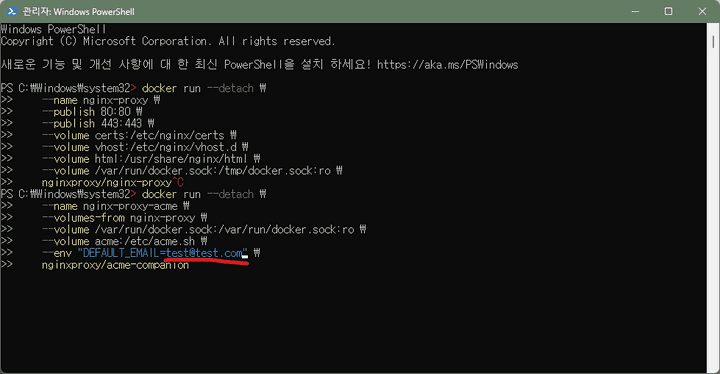 관리자: Windows PowerShell
Windows PowerShell
Copyright (C) Microsoft Corporation. All rights reserved.
새로운 기능 및 개선 사항에 대 한 최신 PowerShell을 설치 하세요! https://aka.ms/PSWindows
PS C:₩Windows₩system32> docker run --detach ₩
>>     --name nginx-proxy ₩
>>     --publish 80:80 ₩
>>     --publish 443:443 ₩
>>     --volume certs:/etc/nginx/certs ₩
>>     --volume vhost:/etc/nginx/vhost.d ₩
>>     --volume html:/usr/share/nginx/html ₩
>>     --volume /var/run/docker.sock:/tmp/docker.sock:ro ₩
>>     nginxproxy/nginx-proxy^C
PS C:₩Windows₩system32> docker run --detach ₩
>>     --name nginx-proxy-acme ₩
>>     --volumes-from nginx-proxy ₩
>>     --volume /var/run/docker.sock:/var/run/docker.sock:ro ₩
>>     --volume acme:/etc/acme.sh ₩
>>     --env "DEFAULT_EMAIL=test@test.com" ₩
>>     nginxproxy/acme-companion